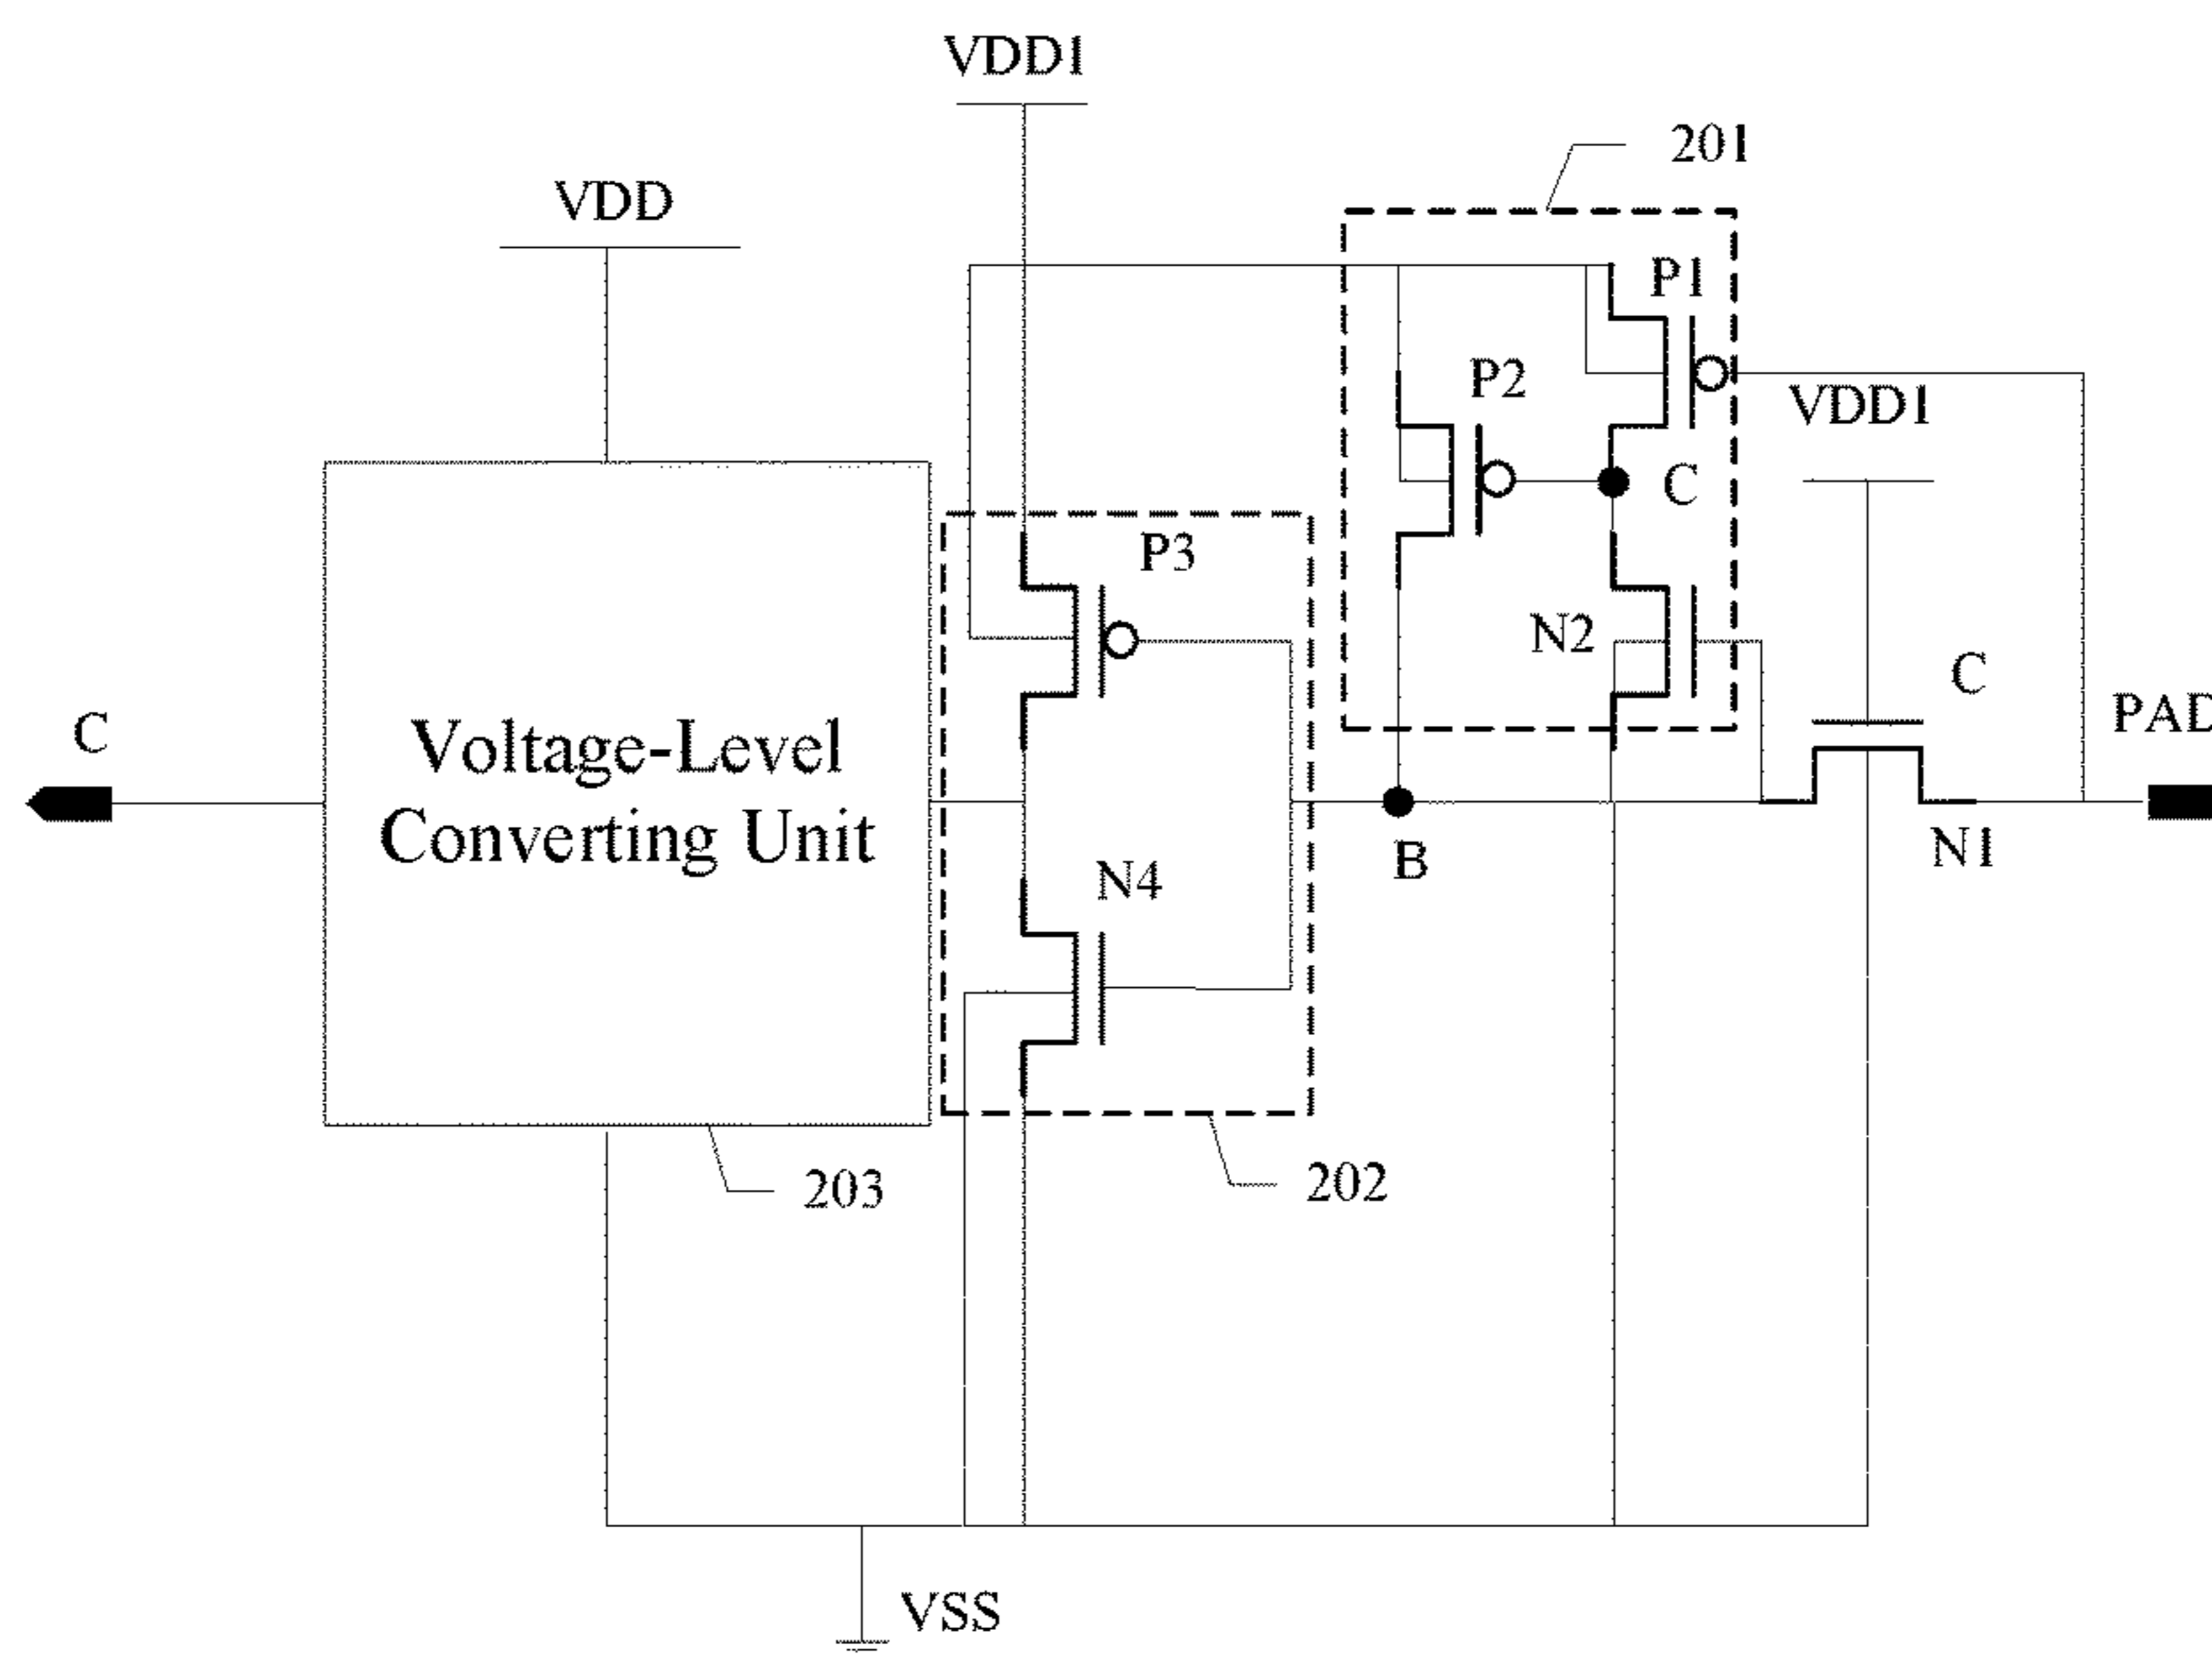 VDD1
201
VDD
P1
P2
VDD1
C
P3
N2
C
PAD
C
Voltage-Level
Converting Unit
N4
B
N1
203
202
VSS